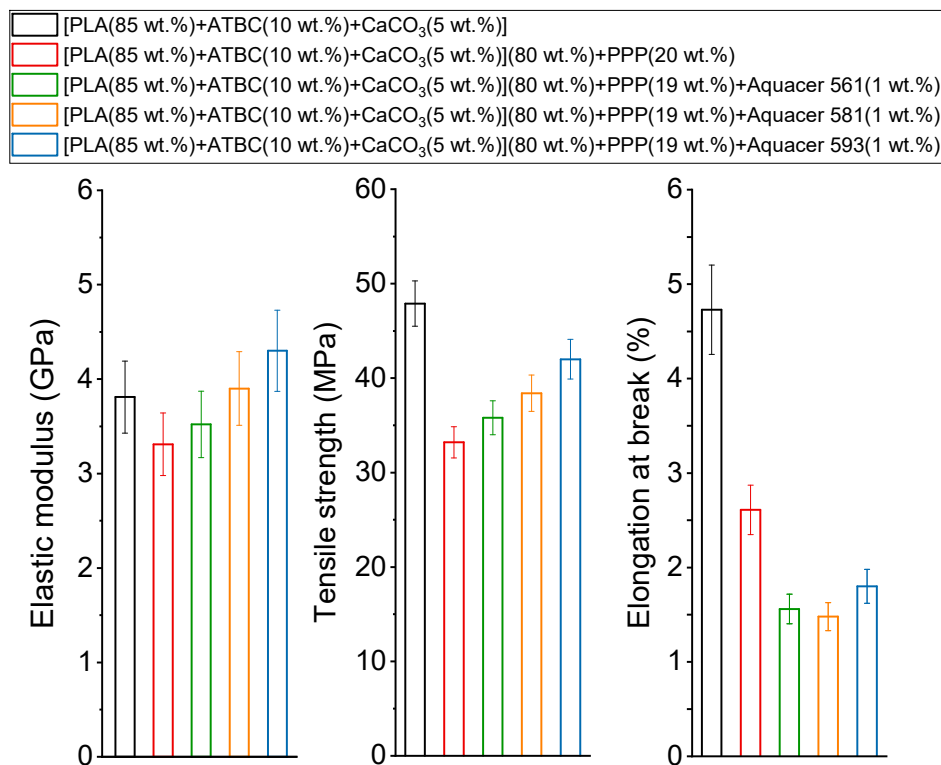 [PLA(85 wt.%)+ATBC(10 wt.%)+CaCO₃(5 wt.%)]
[PLA(85 wt.%)+ATBC(10 wt.%)+CaCO₃(5 wt.%)](80 wt.%)+PPP(20 wt.%)
[PLA(85 wt.%)+ATBC(10 wt.%)+CaCO₃(5 wt.%)](80 wt.%)+PPP(19 wt.%)+Aquacer 561(1 wt.%)
[PLA(85 wt.%)+ATBC(10 wt.%)+CaCO₃(5 wt.%)](80 wt.%)+PPP(19 wt.%)+Aquacer 581(1 wt.%)
[PLA(85 wt.%)+ATBC(10 wt.%)+CaCO₃(5 wt.%)](80 wt.%)+PPP(19 wt.%)+Aquacer 593(1 wt.%)
Elastic modulus (GPa)
6
5
4
3
2
1
0
Tensile strength (MPa)
60
50
40
30
20
10
0
Elongation at break (%)
6
5
4
3
2
1
0